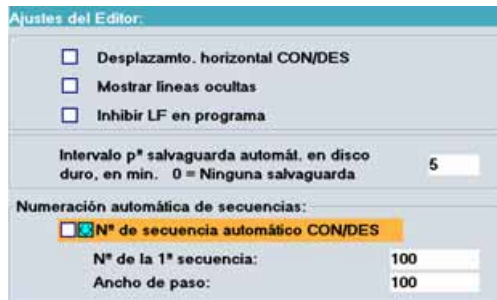 Ajustes del Editor:
Desplazamto. horizontal CON/DES
Mostrar líneas ocultas
Inhibir LF en programa
Intervalo pª salvaguarda automát. en disco
duro, en min. 0 = Ninguna salvaguarda
5
Numeración automática de secuencias:
Nª de secuencia automático CON/DES
Nª de la 1ª secuencia: 100
Ancho de paso: 100